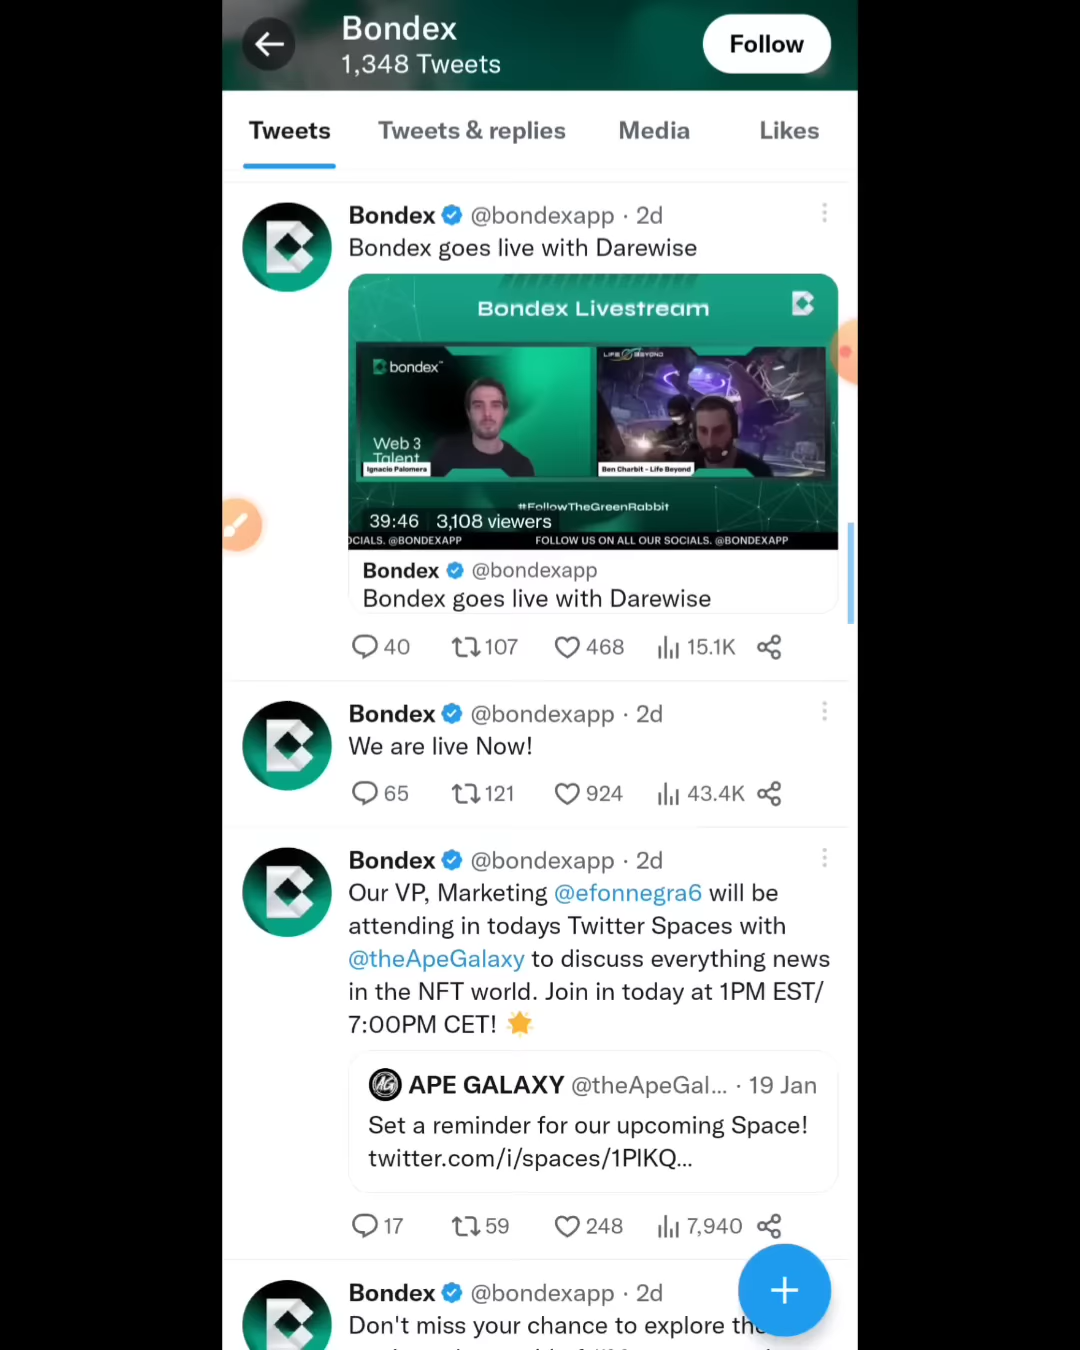 Bondex
1,348 Tweets
Follow
Tweets Tweets & replies Media Likes
Bondex @bondexapp · 2d
Bondex goes live with Darewise
Bondex Livestream
bondex™
LIFE BEYOND
Web 3
Talent
Ignacio Palomera
Ben Charbit - Life Beyond
#FollowTheGreenRabbit
39:46 3,108 viewers
OCIALS. @BONDEXAPP FOLLOW US ON ALL OUR SOCIALS. @BONDEXAPP
Bondex @bondexapp
Bondex goes live with Darewise
40 107 468 15.1K
Bondex @bondexapp · 2d
We are live Now!
65 121 924 43.4K
Bondex @bondexapp · 2d
Our VP, Marketing @efonnegra6 will be
attending in todays Twitter Spaces with
@theApeGalaxy to discuss everything news
in the NFT world. Join in today at 1PM EST/
7:00PM CET! 🌟
AG APE GALAXY @theApeGal... · 19 Jan
Set a reminder for our upcoming Space!
twitter.com/i/spaces/1PlKQ...
17 59 248 7,940
Bondex @bondexapp · 2d
Don't miss your chance to explore the